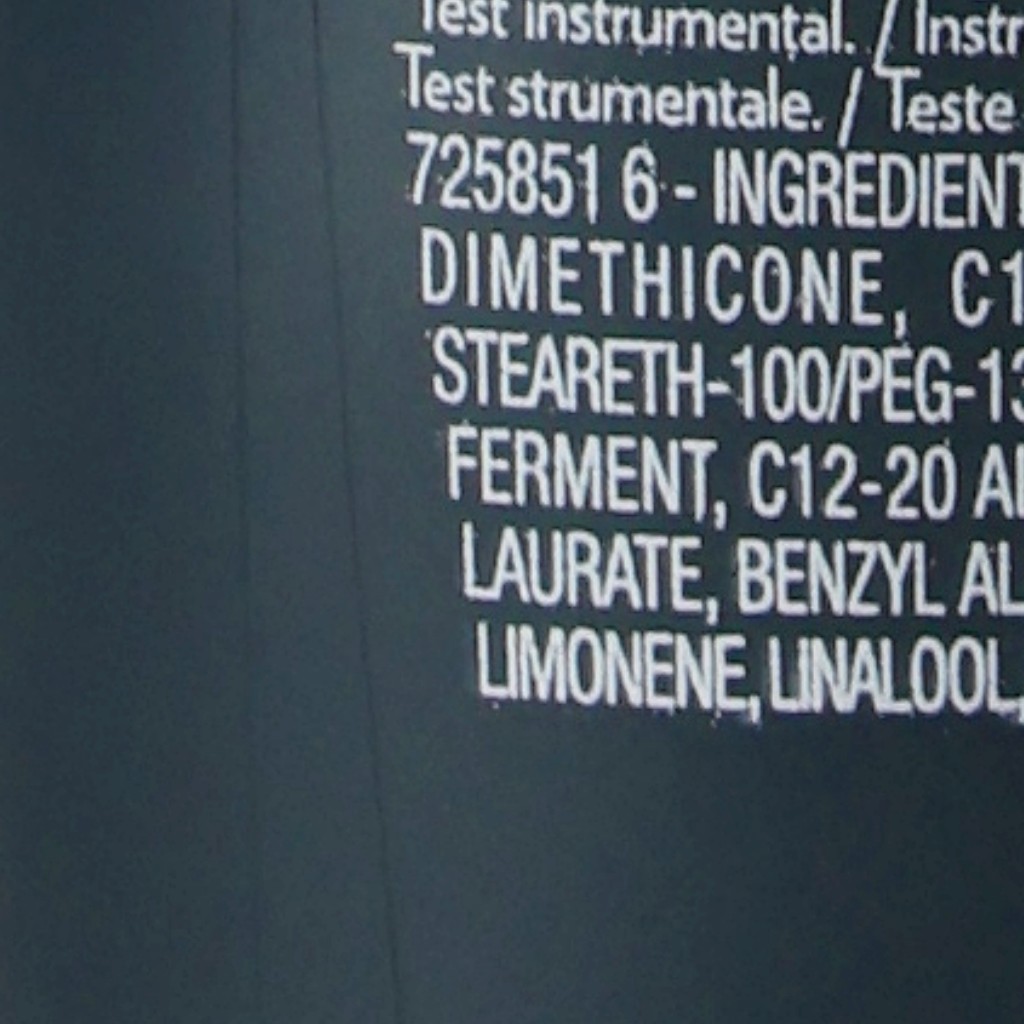 Test instrumental. / Instr
Test strumentale. / Teste
725851 6 - INGREDIENT
DIMETHICONE, C1
STEARETH-100/PEG-13
FERMENT, C12-20 Al
LAURATE, BENZYL AL
LIMONENE, LINALOOL,